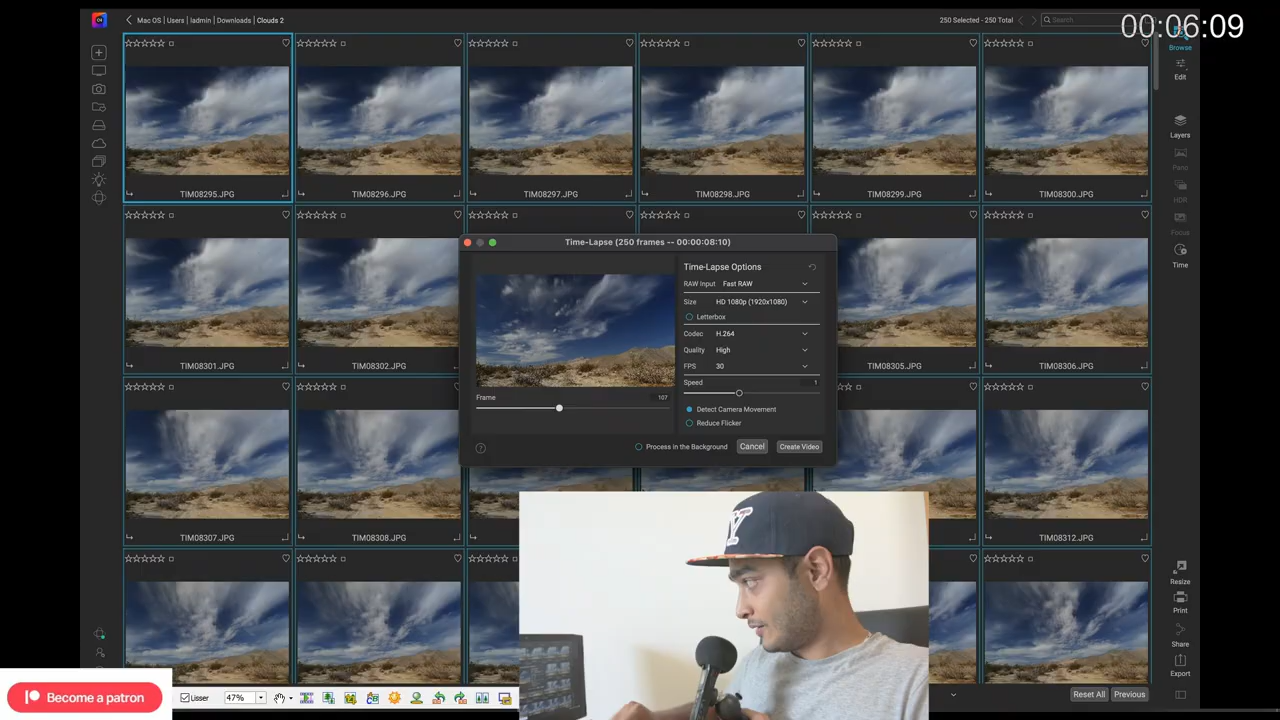 Mac OS | Users | ladmin | Downloads | Clouds 2
250 Selected - 250 Total
Search
00:06:09
Browse
Edit
Layers
Pano
HDR
Focus
Time
TIM08295.JPG
TIM08296.JPG
TIM08297.JPG
TIM08298.JPG
TIM08299.JPG
TIM08300.JPG
Time-Lapse (250 frames -- 00:00:08:10)
Time-Lapse Options
RAW Input Fast RAW
Size HD 1080p (1920x1080)
Letterbox
Codec H.264
Quality High
FPS 30
Speed 1
Detect Camera Movement
Reduce Flicker
Frame 107
Process in the Background
Cancel
Create Video
TIM08301.JPG
TIM08302.JPG
TIM08305.JPG
TIM08306.JPG
TIM08307.JPG
TIM08308.JPG
TIM08312.JPG
Resize
Print
Share
Export
Become a patron
Lisser
47%
Reset All
Previous